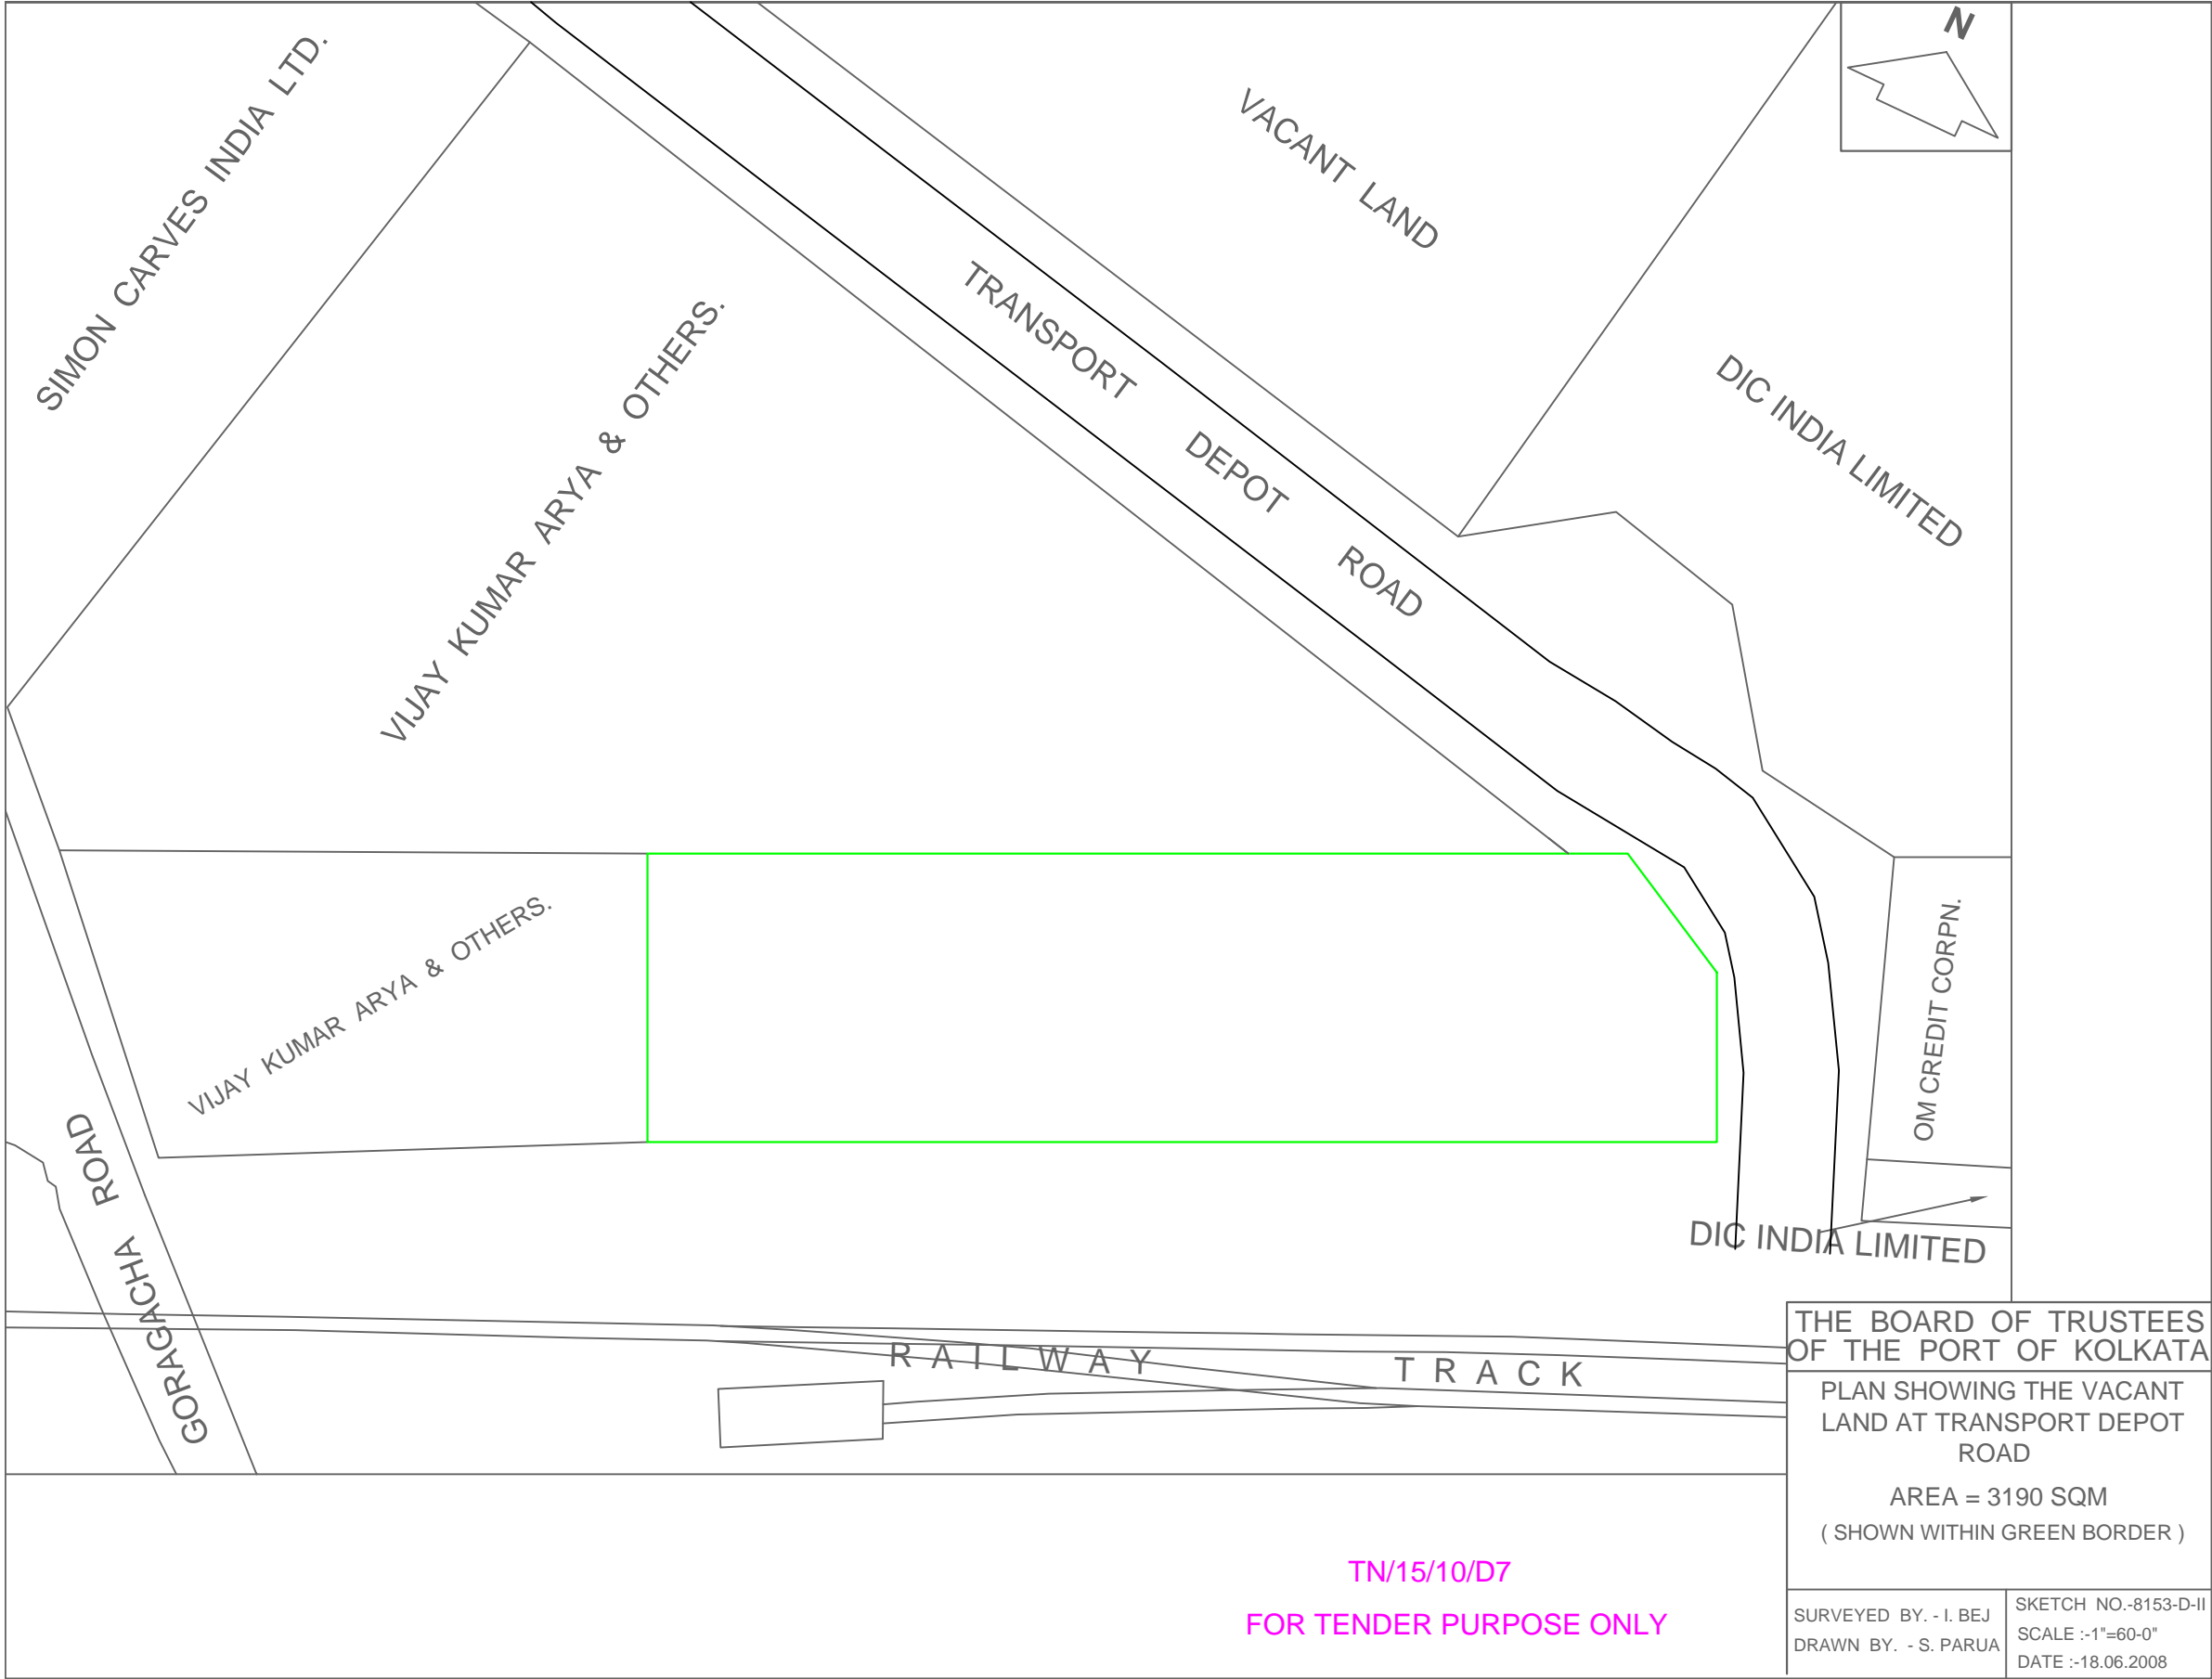 N
SIMON CARVES INDIA LTD.
VACANT LAND
TRANSPORT DEPOT ROAD
DIC INDIA LIMITED
VIJAY KUMAR ARYA & OTHERS.
VIJAY KUMAR ARYA & OTHERS.
OM CREDIT CORPN.
GORAGACHA ROAD
DIC INDIA LIMITED
RAILWAY TRACK
THE BOARD OF TRUSTEES
OF THE PORT OF KOLKATA
PLAN SHOWING THE VACANT
LAND AT TRANSPORT DEPOT
ROAD
AREA = 3190 SQM
( SHOWN WITHIN GREEN BORDER )
TN/15/10/D7
FOR TENDER PURPOSE ONLY
SURVEYED BY. - I. BEJ
DRAWN BY. - S. PARUA
SKETCH NO.-8153-D-II
SCALE :-1"=60-0"
DATE :-18.06.2008